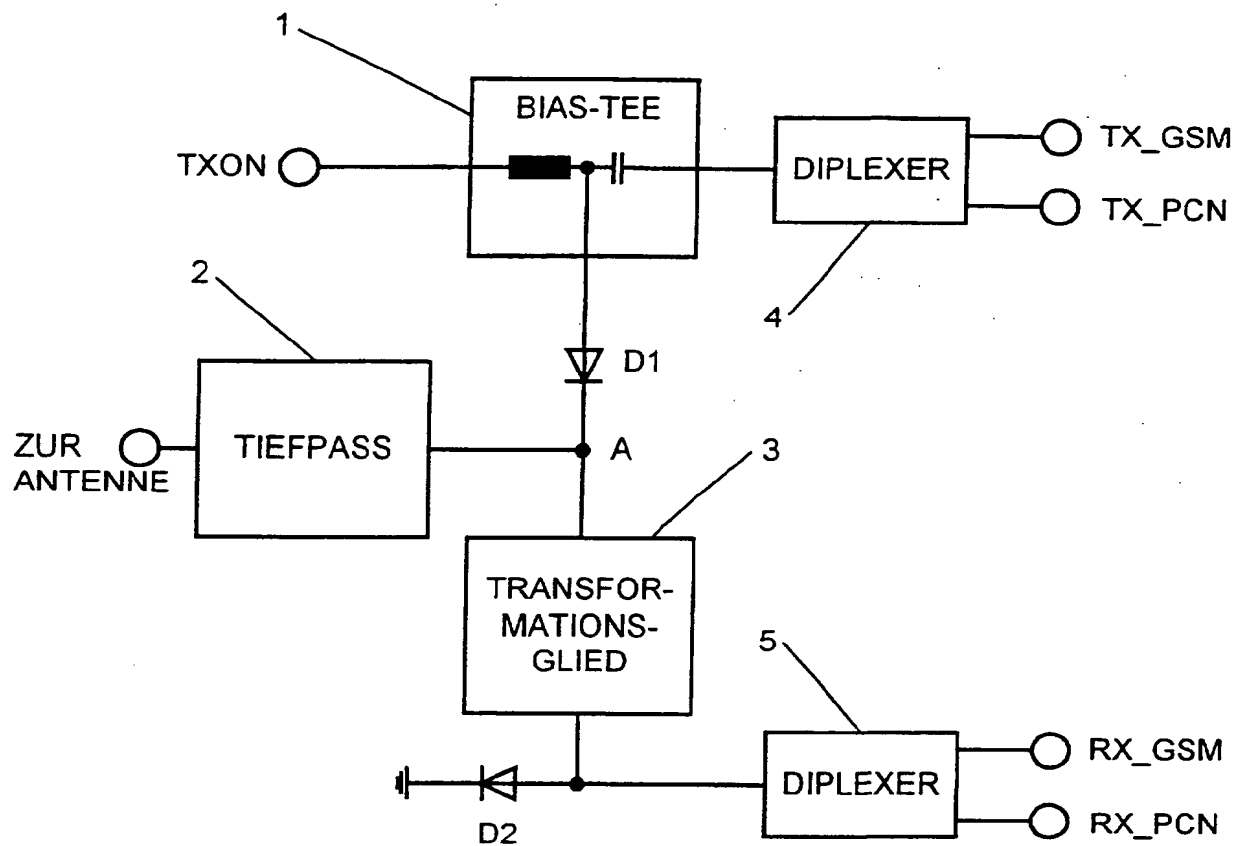 1
BIAS-TEE
TXON
DIPLEXER
TX_GSM
TX_PCN
4
2
D1
ZUR
ANTENNE
TIEFPASS
A
3
TRANSFOR-
MATIONS-
GLIED
5
DIPLEXER
RX_GSM
RX_PCN
D2